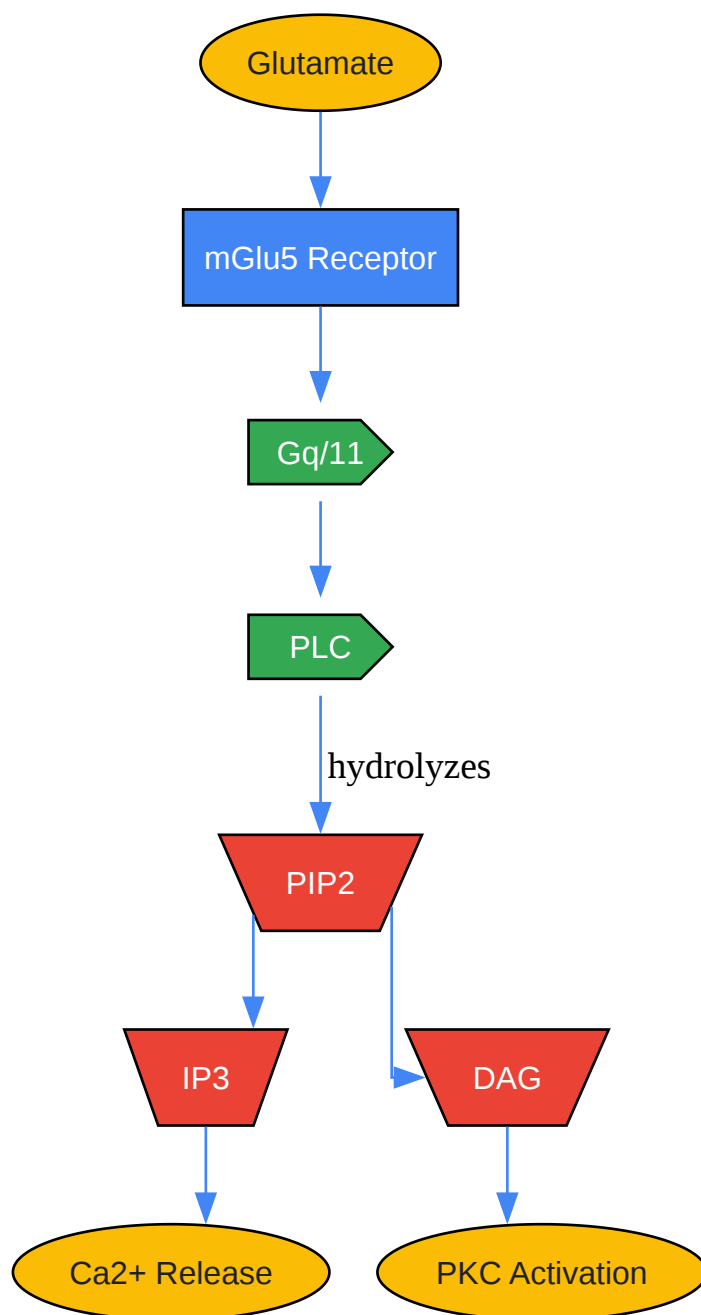 Glutamate
mGlu5 Receptor
Gq/11
PLC
hydrolyzes
PIP2
IP3
DAG
Ca2+ Release
PKC Activation